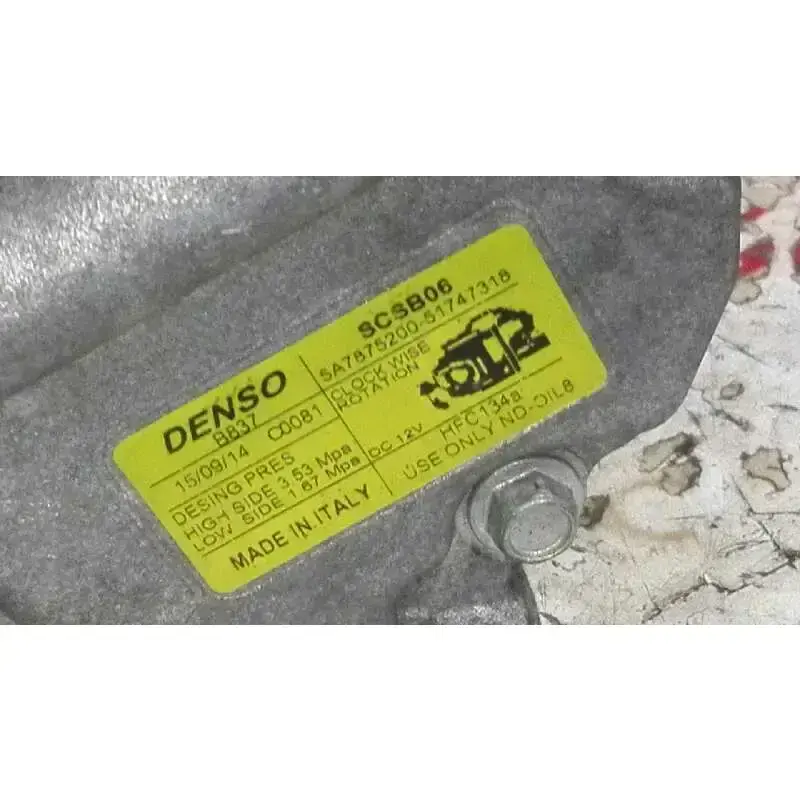 DENSO
B837
15/09/14 C0081
DESING PRES
HIGH SIDE 3.53 Mpa
LOW SIDE 1.67 Mpa
MADE IN.ITALY
SCSB06
5A7875200-51747318
CLOCK WISE
ROTATION
OIL
DC 12V HFC134a
USE ONLY ND-OIL8